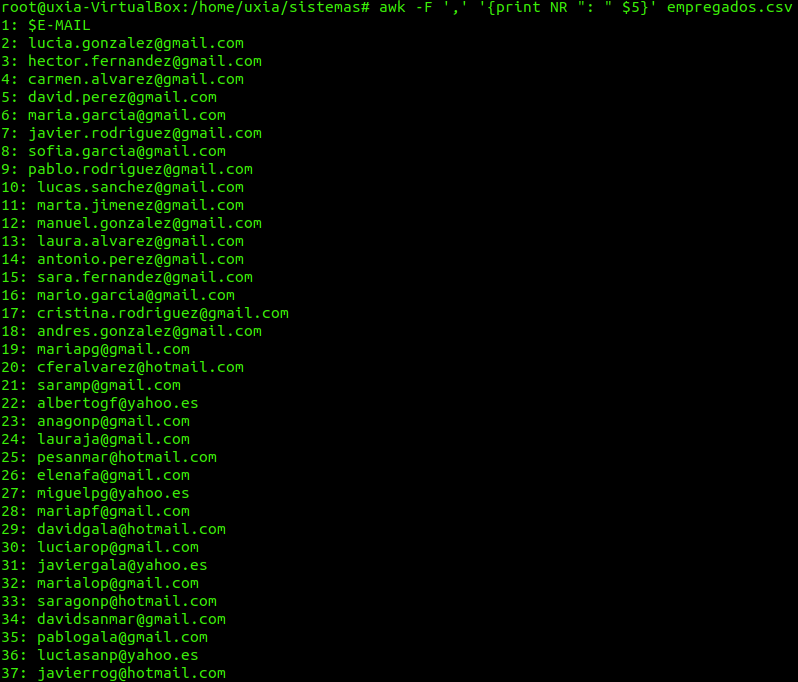 root@uxia-VirtualBox:/home/uxia/sistemas# awk -F ',' '{print NR ": " $5}' empregados.csv
1: $E-MAIL
2: lucia.gonzalez@gmail.com
3: hector.fernandez@gmail.com
4: carmen.alvarez@gmail.com
5: david.perez@gmail.com
6: maria.garcia@gmail.com
7: javier.rodriguez@gmail.com
8: sofia.garcia@gmail.com
9: pablo.rodriguez@gmail.com
10: lucas.sanchez@gmail.com
11: marta.jimenez@gmail.com
12: manuel.gonzalez@gmail.com
13: laura.alvarez@gmail.com
14: antonio.perez@gmail.com
15: sara.fernandez@gmail.com
16: mario.garcia@gmail.com
17: cristina.rodriguez@gmail.com
18: andres.gonzalez@gmail.com
19: mariapg@gmail.com
20: cferalvarez@hotmail.com
21: saramp@gmail.com
22: albertogf@yahoo.es
23: anagonp@gmail.com
24: lauraja@gmail.com
25: pesanmar@hotmail.com
26: elenafa@gmail.com
27: miguelpg@yahoo.es
28: mariapf@gmail.com
29: davidgala@hotmail.com
30: luciarop@gmail.com
31: javiergala@yahoo.es
32: marialop@gmail.com
33: saragonp@hotmail.com
34: davidsanmar@gmail.com
35: pablogala@gmail.com
36: luciasanp@yahoo.es
37: javierrog@hotmail.com